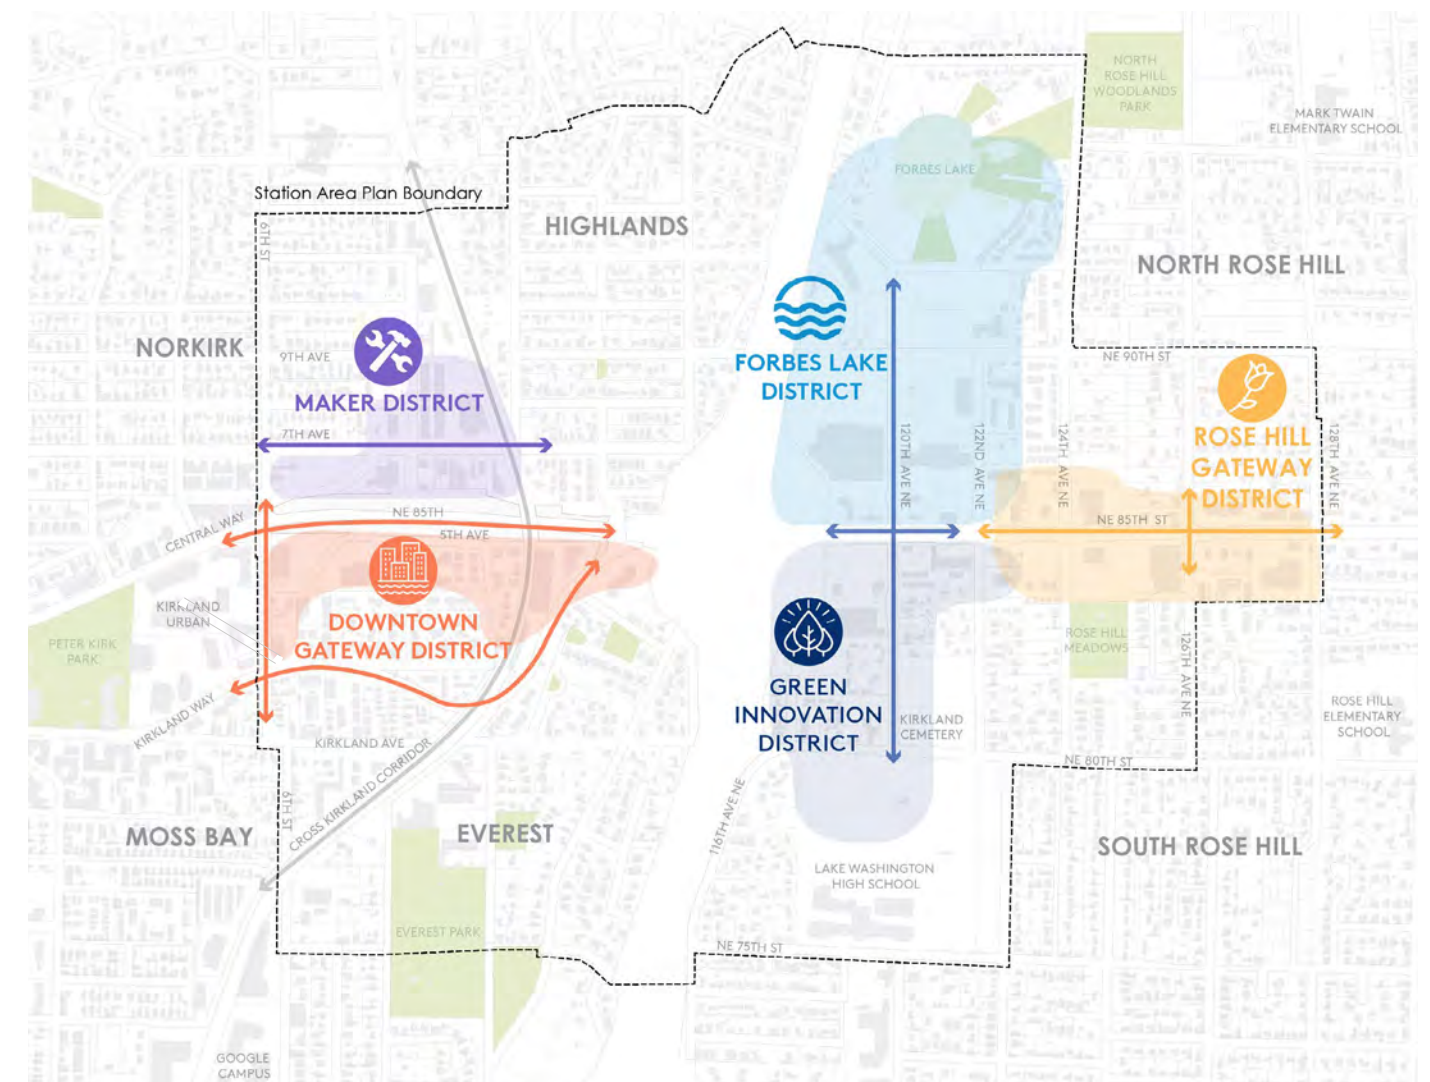 NORTH
ROSE HILL
WOODLANDS
PARK
MARK TWAIN
ELEMENTARY SCHOOL
FORBES LAKE
Station Area Plan Boundary
6TH ST
HIGHLANDS
NORTH ROSE HILL
NORKIRK
9TH AVE
MAKER DISTRICT
7TH AVE
FORBES LAKE
DISTRICT
NE 90TH ST
ROSE HILL
GATEWAY
DISTRICT
120TH AVE NE
122ND AVE NE
124TH AVE NE
128TH AVE NE
NE 85TH
CENTRAL WAY
5TH AVE
NE 85TH ST
KIRKLAND
URBAN
DOWNTOWN
GATEWAY DISTRICT
PETER KIRK
PARK
ROSE HILL
MEADOWS
126TH AVE NE
GREEN
INNOVATION
DISTRICT
KIRKLAND
CEMETERY
ROSE HILL
ELEMENTARY
SCHOOL
KIRKLAND WAY
KIRKLAND AVE
CROSS KIRKLAND CORRIDOR
6TH ST
NE 80TH ST
116TH AVE NE
MOSS BAY
EVEREST
SOUTH ROSE HILL
LAKE WASHINGTON
HIGH SCHOOL
EVEREST PARK
NE 75TH ST
GOOGLE
CAMPUS